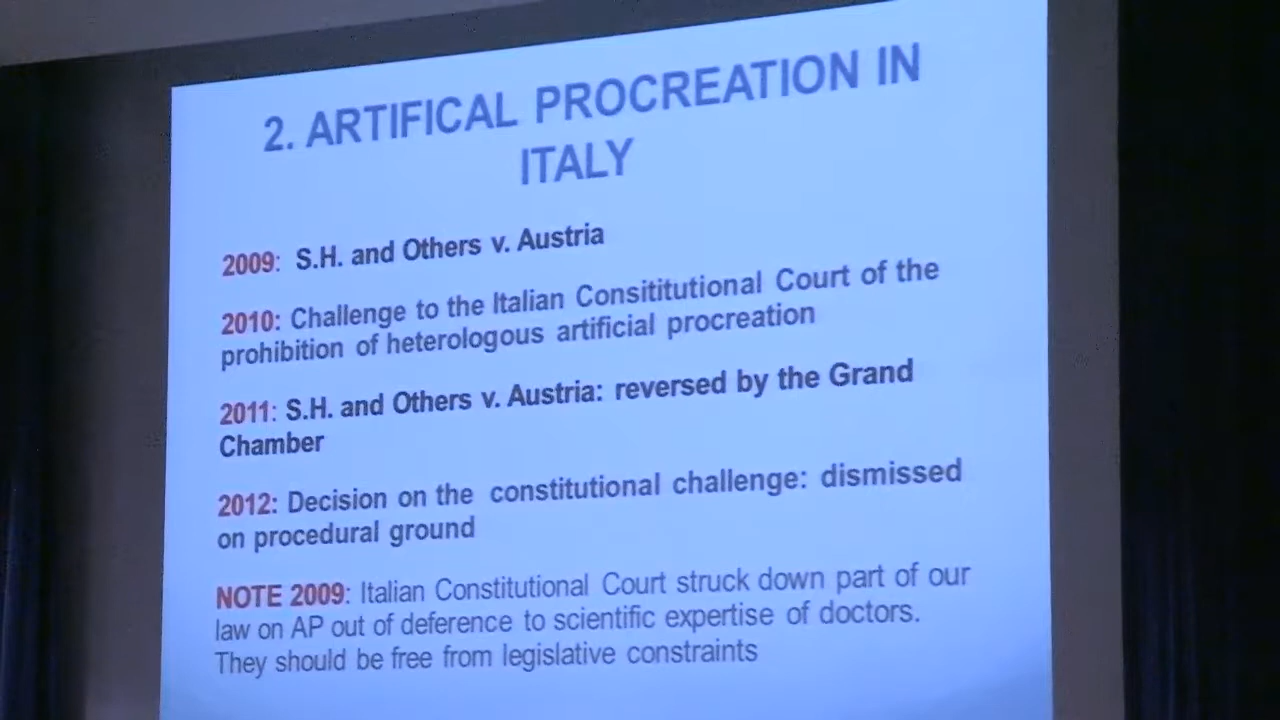 2. ARTIFICAL PROCREATION IN
ITALY
2009: S.H. and Others v. Austria
2010: Challenge to the Italian Consititutional Court of the
prohibition of heterologous artificial procreation
2011: S.H. and Others v. Austria: reversed by the Grand
Chamber
2012: Decision on the constitutional challenge: dismissed
on procedural ground
NOTE 2009: Italian Constitutional Court struck down part of our
law on AP out of deference to scientific expertise of doctors.
They should be free from legislative constraints